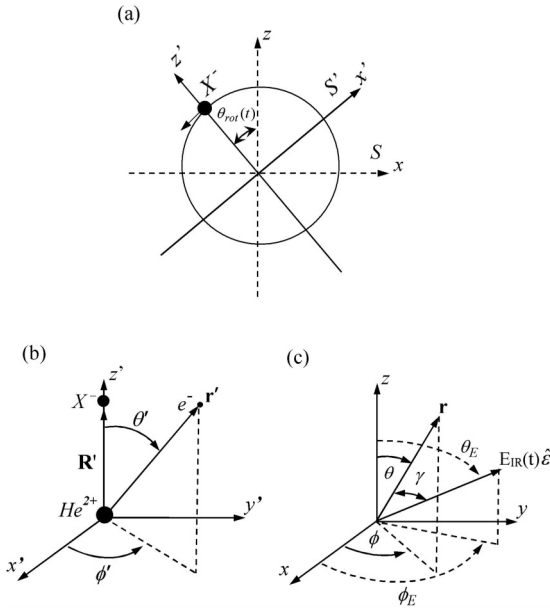 (a)
z
z'
X⁻
θrot(t)
S'
x'
S
x
(b)
z'
X⁻
θ'
e⁻
r'
R'
He²⁺
y'
x'
ϕ'
(c)
z
r
θE
EIR(t)ε̂
θ
γ
y
ϕ
x
ϕE